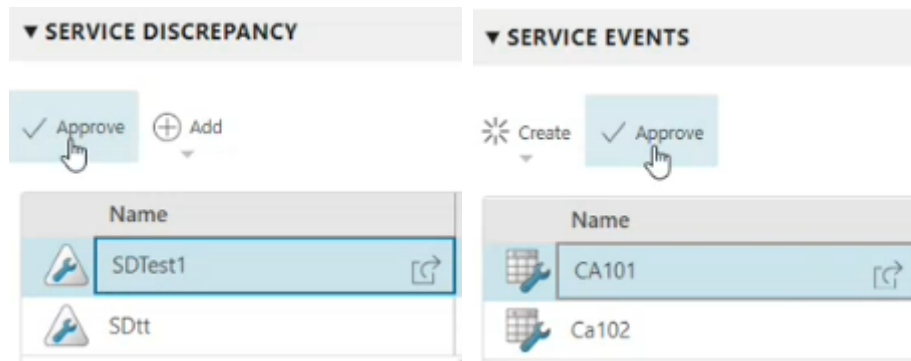 SERVICE DISCREPANCY
Approve Add
Name
SDTest1
SDtt
SERVICE EVENTS
Create Approve
Name
CA101
Ca102